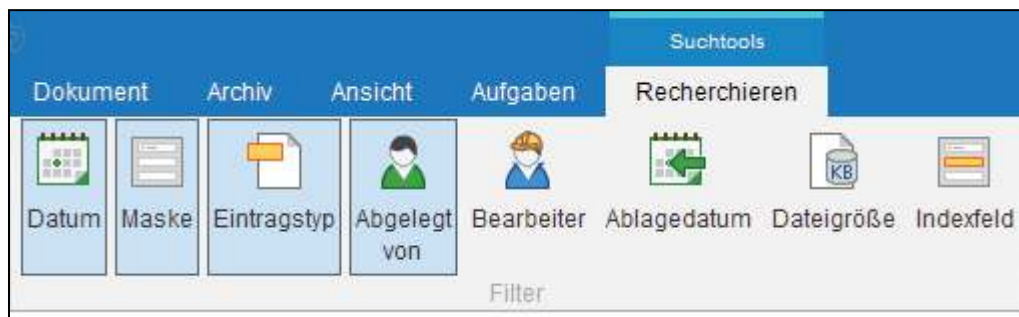 Suchtools
Dokument Archiv Ansicht Aufgaben Recherchieren
KB
Datum Maske Eintragstyp Abgelegt von Bearbeiter Ablagedatum Dateigröße Indexfeld
Filter